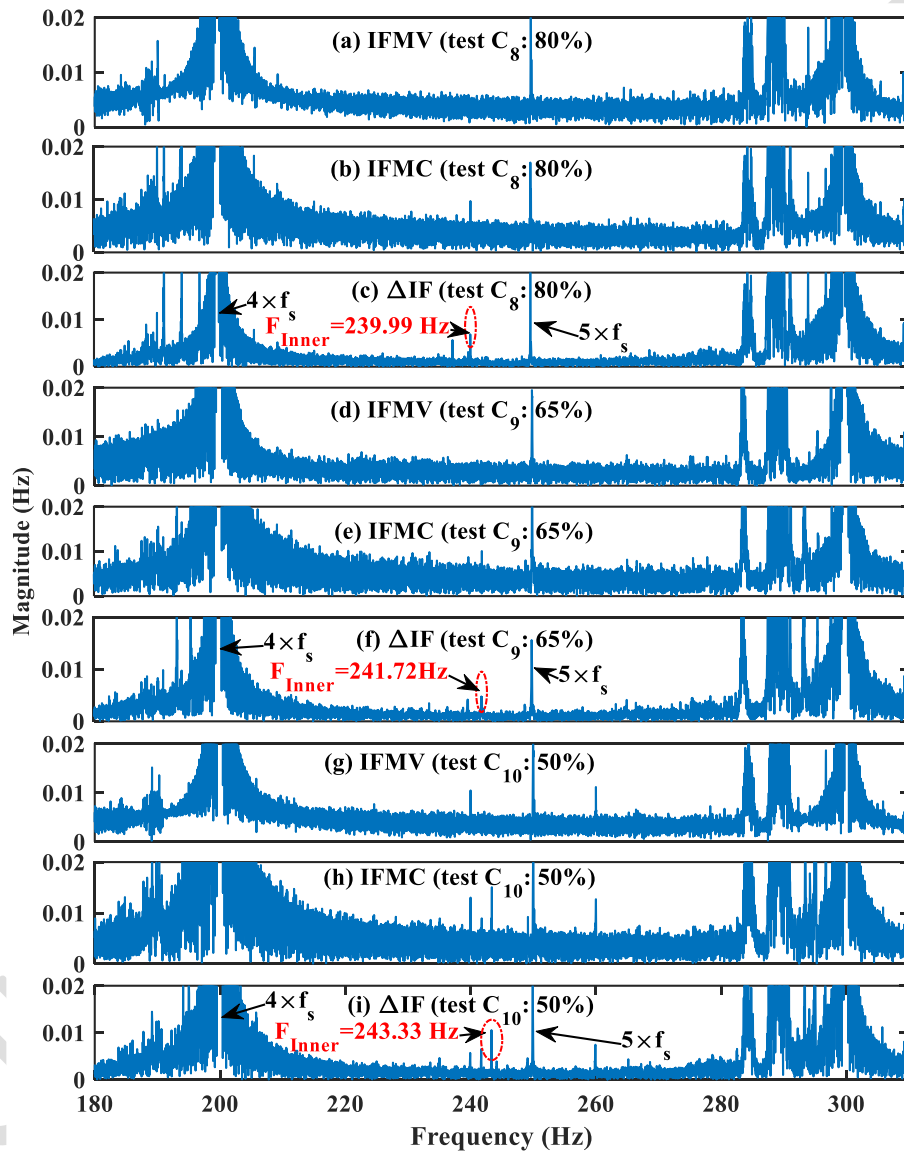 0.02
(a) IFMV (test C8: 80%)
0.01
0
0.02
(b) IFMC (test C8: 80%)
0.01
0
0.02
4×fs
(c) ΔIF (test C8: 80%)
0.01
FInner=239.99 Hz
5×fs
0
0.02
(d) IFMV (test C9: 65%)
0.01
0
0.02
(e) IFMC (test C9: 65%)
0.01
0
0.02
4×fs
(f) ΔIF (test C9: 65%)
0.01
FInner=241.72Hz
5×fs
0
0.02
(g) IFMV (test C10: 50%)
0.01
0
0.02
(h) IFMC (test C10: 50%)
0.01
0
0.02
4×fs
(i) ΔIF (test C10: 50%)
0.01
FInner=243.33 Hz
5×fs
0
180 200 220 240 260 280 300
Frequency (Hz)
Magnitude (Hz)